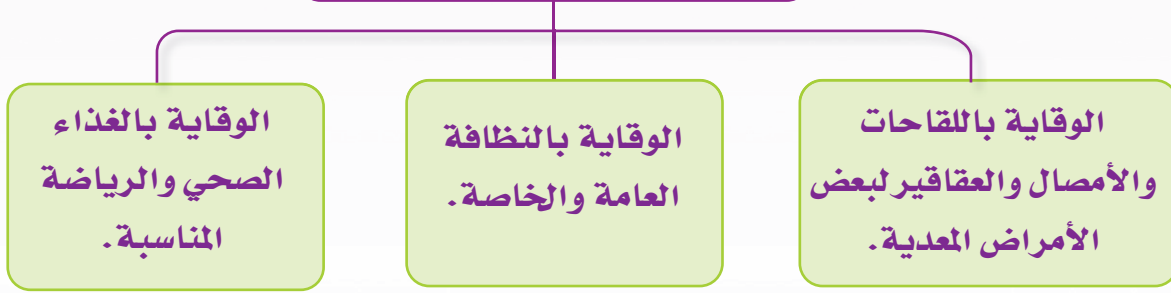 الوقاية باللقاحات
والأمصال والعقاقير لبعض
الأمراض المعدية.
الوقاية بالنظافة
العامة والخاصة.
الوقاية بالغذاء
الصحي والرياضة
المناسبة.